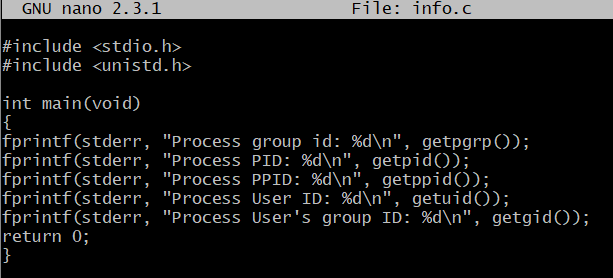 GNU nano 2.3.1 File: info.c
#include <stdio.h>
#include <unistd.h>
int main(void)
{
fprintf(stderr, "Process group id: %d\n", getpgrp());
fprintf(stderr, "Process PID: %d\n", getpid());
fprintf(stderr, "Process PPID: %d\n", getppid());
fprintf(stderr, "Process User ID: %d\n", getuid());
fprintf(stderr, "Process User's group ID: %d\n", getgid());
return 0;
}